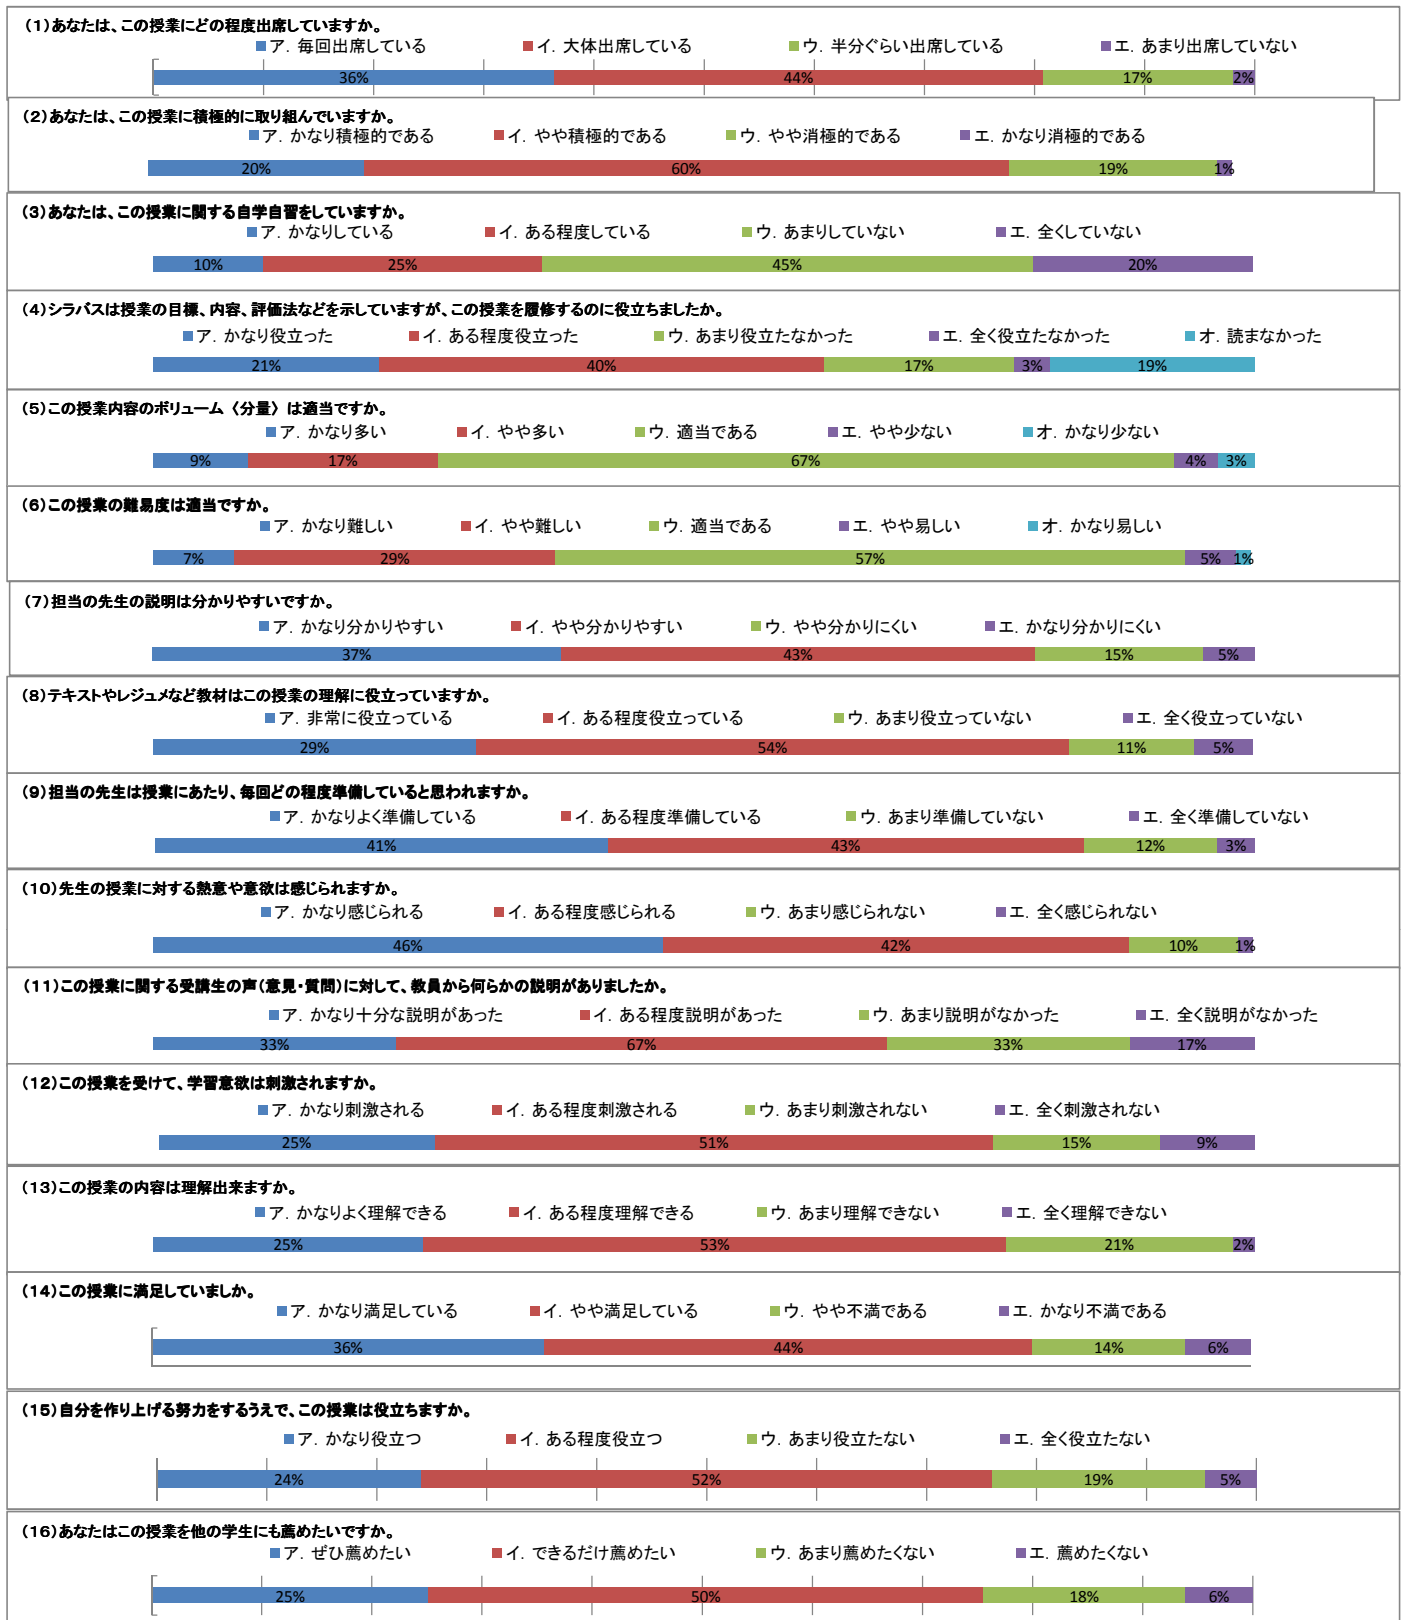 (1)あなたは、この授業にどの程度出席していますか。
ア. 毎回出席している イ. 大体出席している ウ. 半分ぐらい出席している エ. あまり出席していない
36% 44% 17% 2%
(2)あなたは、この授業に積極的に取り組んでいますか。
ア. かなり積極的である イ. やや積極的である ウ. やや消極的である エ. かなり消極的である
20% 60% 19% 1%
(3)あなたは、この授業に関する自学自習をしていますか。
ア. かなりしている イ. ある程度している ウ. あまりしていない エ. 全くしていない
10% 25% 45% 20%
(4)シラバスは授業の目標、内容、評価法などを示していますが、この授業を履修するのに役立ちましたか。
ア. かなり役立った イ. ある程度役立った ウ. あまり役立たなかった エ. 全く役立たなかった オ. 読まなかった
21% 40% 17% 3% 19%
(5)この授業内容のボリューム〈分量〉は適当ですか。
ア. かなり多い イ. やや多い ウ. 適当である エ. やや少ない オ. かなり少ない
9% 17% 67% 4% 3%
(6)この授業の難易度は適当ですか。
ア. かなり難しい イ. やや難しい ウ. 適当である エ. やや易しい オ. かなり易しい
7% 29% 57% 5% 1%
(7)担当の先生の説明は分かりやすいですか。
ア. かなり分かりやすい イ. やや分かりやすい ウ. やや分かりにくい エ. かなり分かりにくい
37% 43% 15% 5%
(8)テキストやレジュメなど教材はこの授業の理解に役立っていますか。
ア. 非常に役立っている イ. ある程度役立っている ウ. あまり役立っていない エ. 全く役立っていない
29% 54% 11% 5%
(9)担当の先生は授業にあたり、毎回どの程度準備していると思われますか。
ア. かなりよく準備している イ. ある程度準備している ウ. あまり準備していない エ. 全く準備していない
41% 43% 12% 3%
(10)先生の授業に対する熱意や意欲は感じられますか。
ア. かなり感じられる イ. ある程度感じられる ウ. あまり感じられない エ. 全く感じられない
46% 42% 10% 1%
(11)この授業に関する受講生の声(意見・質問)に対して、教員から何らかの説明がありましたか。
ア. かなり十分な説明があった イ. ある程度説明があった ウ. あまり説明がなかった エ. 全く説明がなかった
33% 67% 33% 17%
(12)この授業を受けて、学習意欲は刺激されますか。
ア. かなり刺激される イ. ある程度刺激される ウ. あまり刺激されない エ. 全く刺激されない
25% 51% 15% 9%
(13)この授業の内容は理解出来ますか。
ア. かなりよく理解できる イ. ある程度理解できる ウ. あまり理解できない エ. 全く理解できない
25% 53% 21% 2%
(14)この授業に満足していましか。
ア. かなり満足している イ. やや満足している ウ. やや不満である エ. かなり不満である
36% 44% 14% 6%
(15)自分を作り上げる努力をするうえで、この授業は役立ちますか。
ア. かなり役立つ イ. ある程度役立つ ウ. あまり役立たない エ. 全く役立たない
24% 52% 19% 5%
(16)あなたはこの授業を他の学生にも薦めたいですか。
ア. ぜひ薦めたい イ. できるだけ薦めたい ウ. あまり薦めたくない エ. 薦めたくない
25% 50% 18% 6%